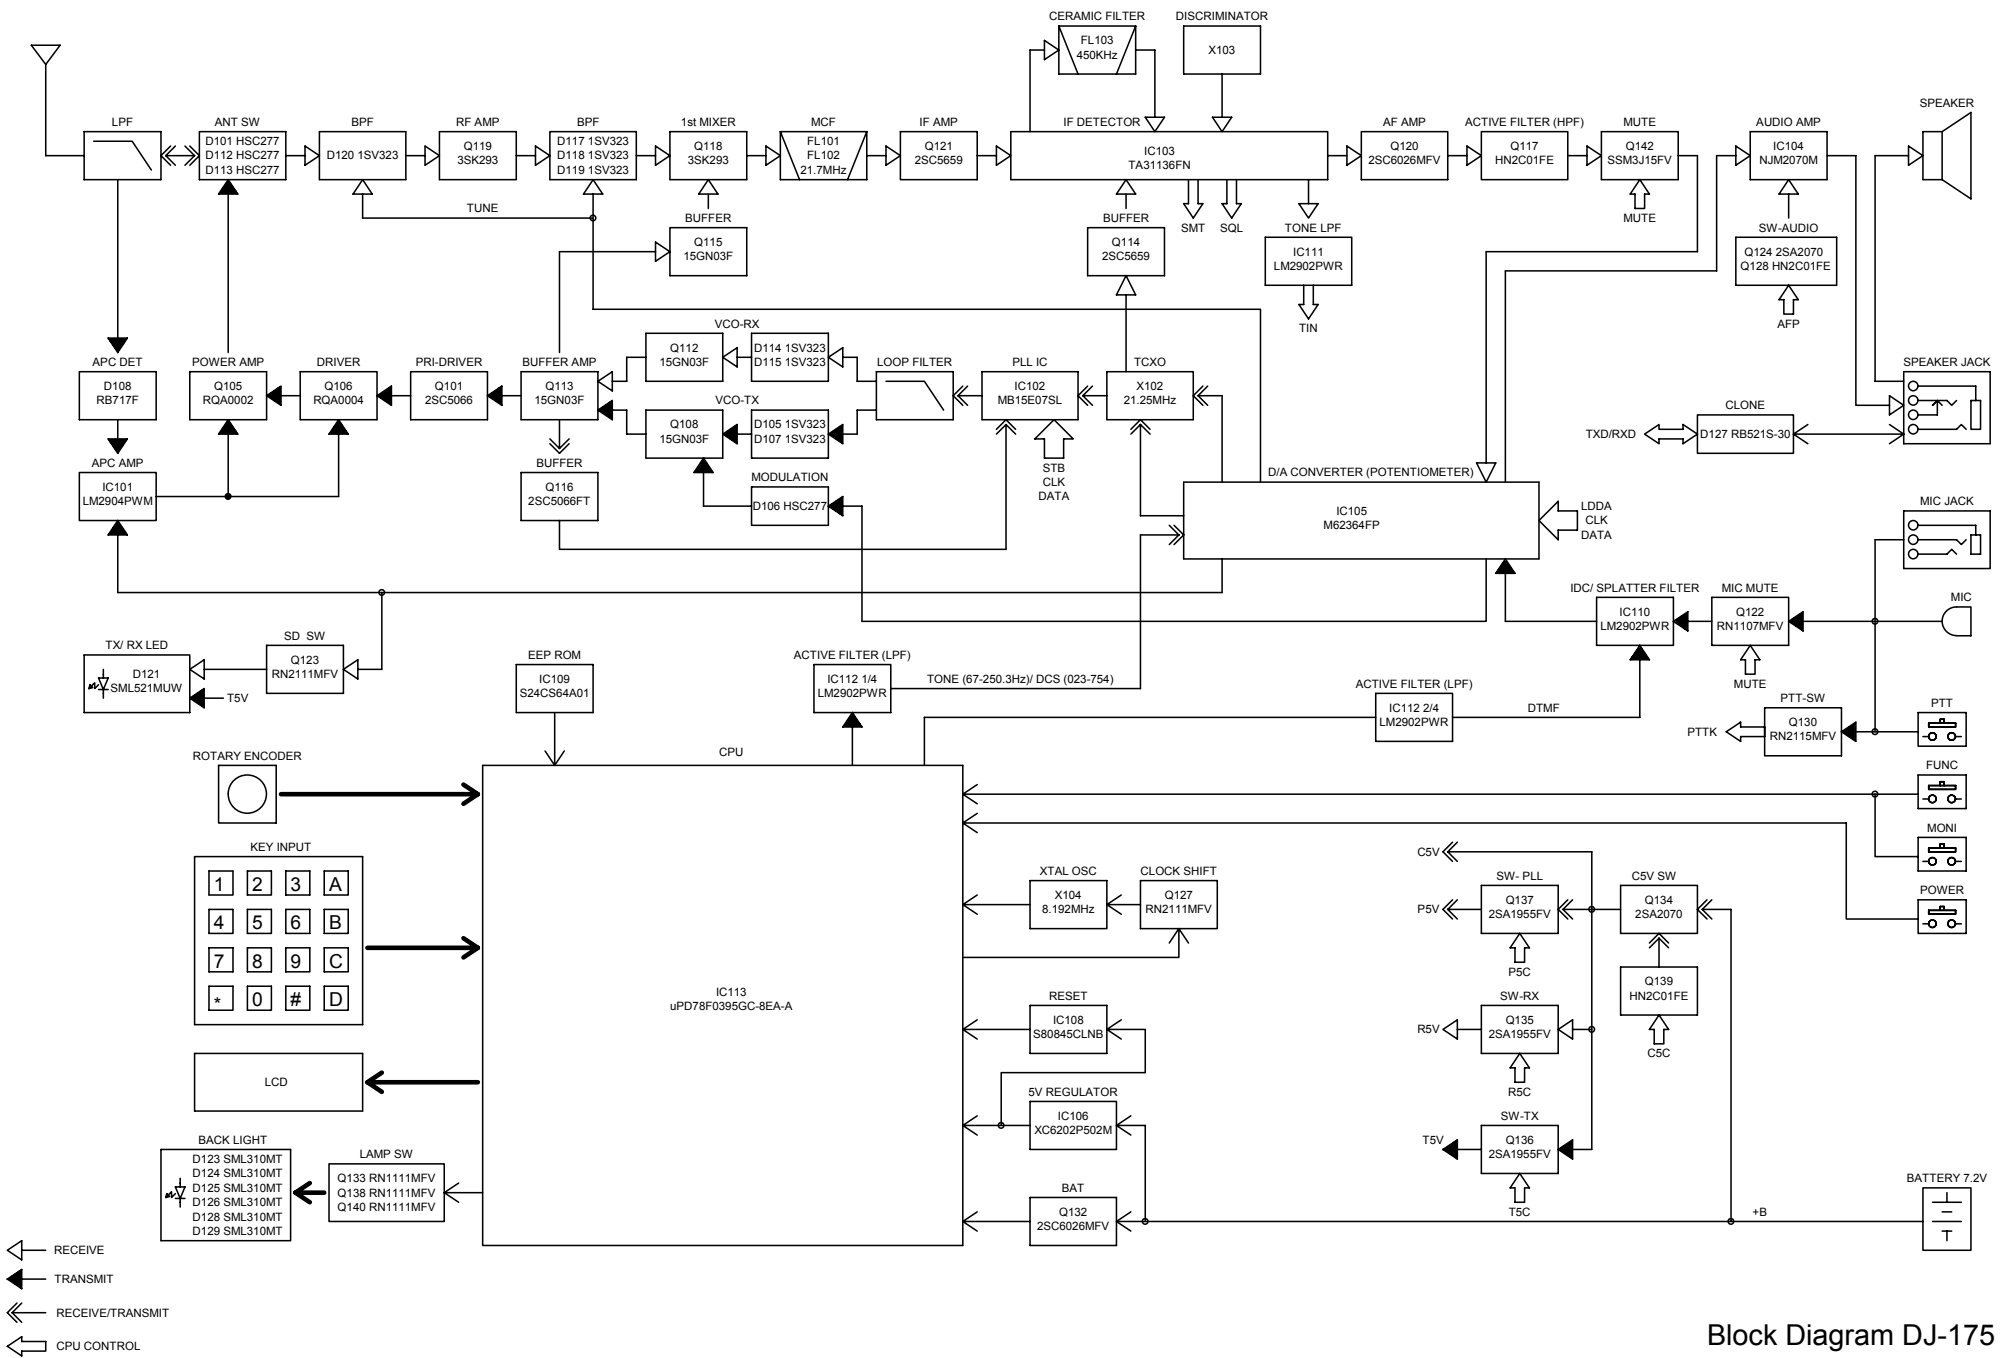 CERAMIC FILTER
FL103
450KHz
DISCRIMINATOR
X103
SPEAKER
LPF
ANT SW
D101 HSC277
D112 HSC277
D113 HSC277
BPF
D120 1SV323
RF AMP
Q119
3SK293
BPF
D117 1SV323
D118 1SV323
D119 1SV323
1st MIXER
Q118
3SK293
MCF
FL101
FL102
21.7MHz
IF AMP
Q121
2SC5659
IF DETECTOR
IC103
TA31136FN
AF AMP
Q120
2SC6026MFV
ACTIVE FILTER (HPF)
Q117
HN2C01FE
MUTE
Q142
SSM3J15FV
MUTE
AUDIO AMP
IC104
NJM2070M
TUNE
BUFFER
Q115
15GN03F
BUFFER
Q114
2SC5659
SMT
SQL
TONE LPF
IC111
LM2902PWR
TIN
SW-AUDIO
Q124 2SA2070
Q128 HN2C01FE
AFP
APC DET
D108
RB717F
POWER AMP
Q105
RQA0002
DRIVER
Q106
RQA0004
PRI-DRIVER
Q101
2SC5066
BUFFER AMP
Q113
15GN03F
VCO-RX
Q112
15GN03F
D114 1SV323
D115 1SV323
VCO-TX
Q108
15GN03F
D105 1SV323
D107 1SV323
LOOP FILTER
PLL IC
IC102
MB15E07SL
TCXO
X102
21.25MHz
SPEAKER JACK
CLONE
TXD/RXD
D127 RB521S-30
APC AMP
IC101
LM2904PWM
BUFFER
Q116
2SC5066FT
MODULATION
D106 HSC277
STB
CLK
DATA
D/A CONVERTER (POTENTIOMETER)
IC105
M62364FP
LDDA
CLK
DATA
MIC JACK
IDC/ SPLATTER FILTER
IC110
LM2902PWR
MIC MUTE
Q122
RN1107MFV
MUTE
MIC
TX/ RX LED
D121
SML521MUW
T5V
SD SW
Q123
RN2111MFV
EEP ROM
IC109
S24CS64A01
ACTIVE FILTER (LPF)
IC112 1/4
LM2902PWR
TONE (67-250.3Hz)/ DCS (023-754)
ACTIVE FILTER (LPF)
IC112 2/4
LM2902PWR
DTMF
PTT-SW
PTTK
Q130
RN2115MFV
PTT
ROTARY ENCODER
CPU
IC113
uPD78F0395GC-8EA-A
FUNC
MONI
POWER
KEY INPUT
1 2 3 A
4 5 6 B
7 8 9 C
* 0 # D
XTAL OSC
X104
8.192MHz
CLOCK SHIFT
Q127
RN2111MFV
C5V
SW- PLL
P5V
Q137
2SA1955FV
P5C
C5V SW
Q134
2SA2070
Q139
HN2C01FE
C5C
RESET
IC108
S80845CLNB
SW-RX
R5V
Q135
2SA1955FV
R5C
LCD
5V REGULATOR
IC106
XC6202P502M
SW-TX
T5V
Q136
2SA1955FV
T5C
BACK LIGHT
D123 SML310MT
D124 SML310MT
D125 SML310MT
D126 SML310MT
D128 SML310MT
D129 SML310MT
LAMP SW
Q133 RN1111MFV
Q138 RN1111MFV
Q140 RN1111MFV
BAT
Q132
2SC6026MFV
+B
BATTERY 7.2V
RECEIVE
TRANSMIT
RECEIVE/TRANSMIT
CPU CONTROL
Block Diagram DJ-175